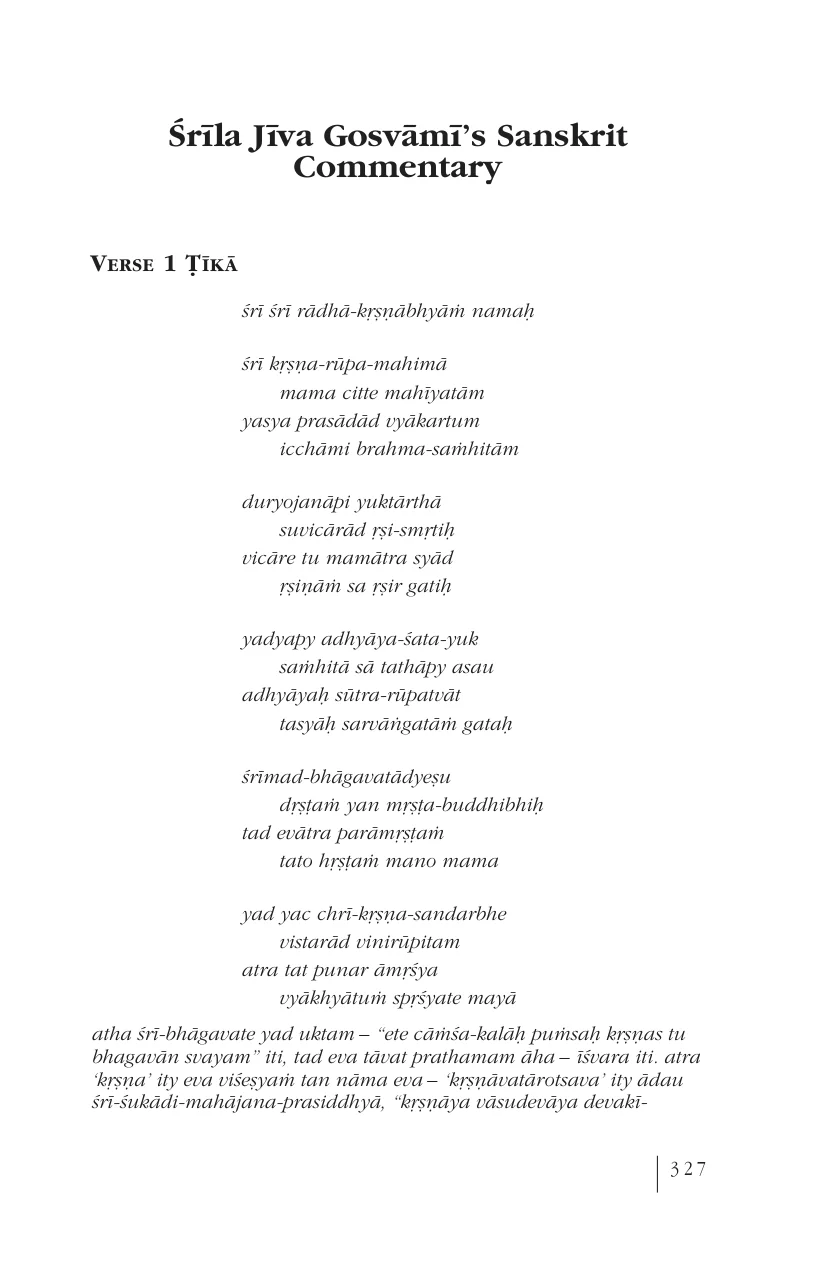 Śrīla Jīva Gosvāmī’s Sanskrit
Commentary
Verse 1 Ṭīkā
śrī śrī rādhā-kṛṣṇābhyāṁ namaḥ
śrī kṛṣṇa-rūpa-mahimā
mama citte mahīyatām
yasya prasādād vyākartum
icchāmi brahma-saṁhitām
duryojanāpi yuktārthā
suvicārād ṛṣi-smṛtiḥ
vicāre tu mamātra syād
ṛṣiṇāṁ sa ṛṣir gatiḥ
yadyapy adhyāya-śata-yuk
saṁhitā sā tathāpy asau
adhyāyaḥ sūtra-rūpatvāt
tasyāḥ sarvāṅgatāṁ gataḥ
śrīmad-bhāgavatādyeṣu
dṛṣṭaṁ yan mṛṣṭa-buddhibhiḥ
tad evātra parāmṛṣṭaṁ
tato hṛṣṭaṁ mano mama
yad yac chrī-kṛṣṇa-sandarbhe
vistarād vinirūpitam
atra tat punar āmṛśya
vyākhyātuṁ spṛśyate mayā
atha śrī-bhāgavate yad uktam – “ete cāṁśa-kalāḥ puṁsaḥ kṛṣṇas tu
bhagavān svayam” iti, tad eva tāvat prathamam āha – īśvara iti. atra
‘kṛṣṇa’ ity eva viśeṣyaṁ tan nāma eva – ‘kṛṣṇāvatārotsava’ ity ādau
śrī-śukādi-mahājana-prasiddhyā, “kṛṣṇāya vāsudevāya devakī-
327